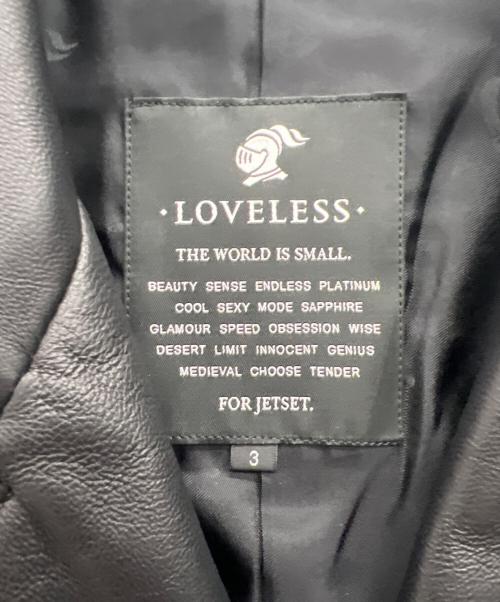 ·LOVELESS·
THE WORLD IS SMALL.
BEAUTY SENSE ENDLESS PLATINUM
COOL SEXY MODE SAPPHIRE
GLAMOUR SPEED OBSESSION WISE
DESERT LIMIT INNOCENT GENIUS
MEDIEVAL CHOOSE TENDER
FOR JETSET.
3